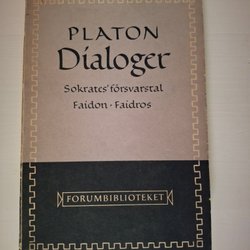 PLATON
Dialoger
Sokrates' försvarstal
Faidon · Faidros
FORUMBIBLIOTEKET